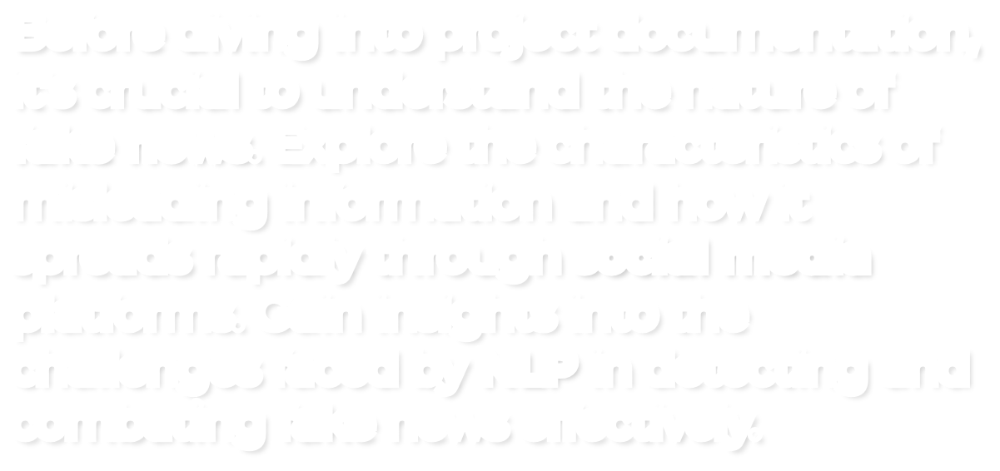 Before diving into project documentation,
it's crucial to understand the nature of
fake news. Explore the characteristics of
misleading information and how it
spreads rapidly through social media
platforms. Gain insights into the
challenges faced by NLP in detecting and
combating fake news effectively.